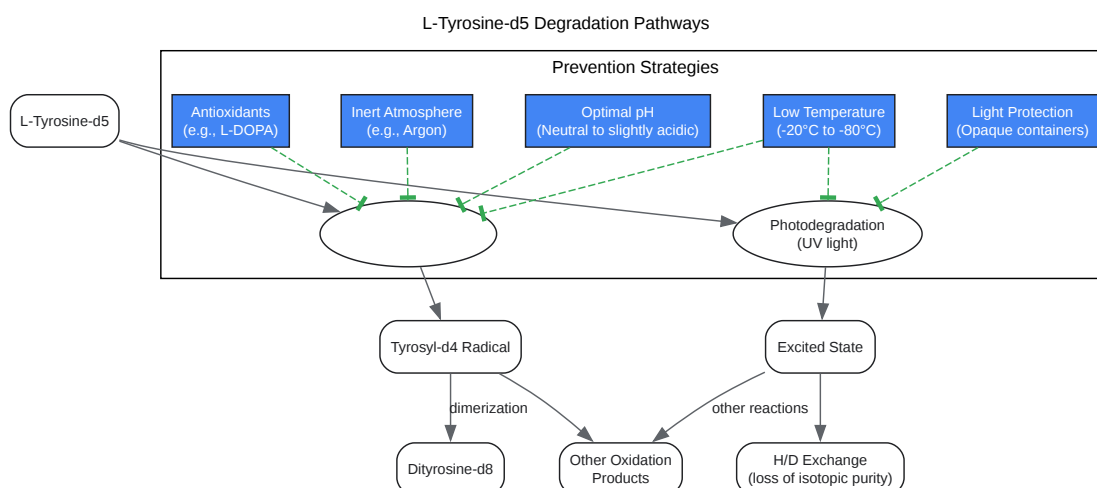 L-Tyrosine-d5 Degradation Pathways
Prevention Strategies
L-Tyrosine-d5
Antioxidants
(e.g., L-DOPA)
Inert Atmosphere
(e.g., Argon)
Optimal pH
(Neutral to slightly acidic)
Low Temperature
(-20°C to -80°C)
Light Protection
(Opaque containers)
Photodegradation
(UV light)
Tyrosyl-d4 Radical
Excited State
dimerization
other reactions
Dityrosine-d8
Other Oxidation
Products
H/D Exchange
(loss of isotopic purity)